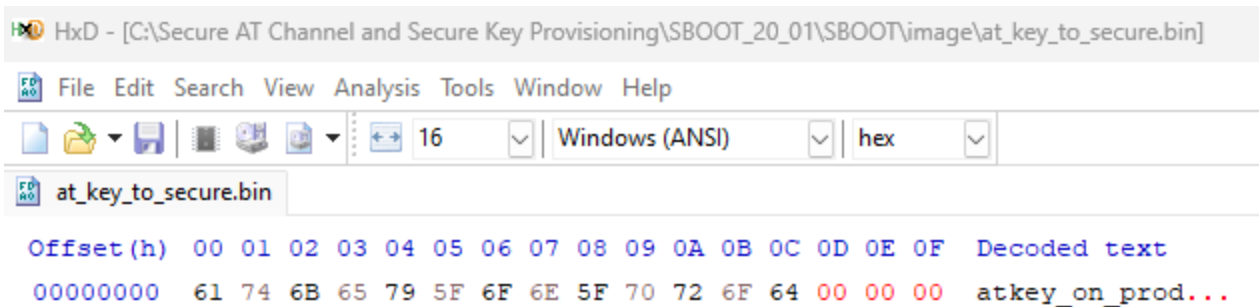 HxD - [C:\Secure AT Channel and Secure Key Provisioning\SBOOT_20_01\SBOOT\image\at_key_to_secure.bin]
File Edit Search View Analysis Tools Window Help
16 Windows (ANSI) hex
at_key_to_secure.bin
Offset(h) 00 01 02 03 04 05 06 07 08 09 0A 0B 0C 0D 0E 0F Decoded text
00000000 61 74 6B 65 79 5F 6F 6E 5F 70 72 6F 64 00 00 00 atkey_on_prod...